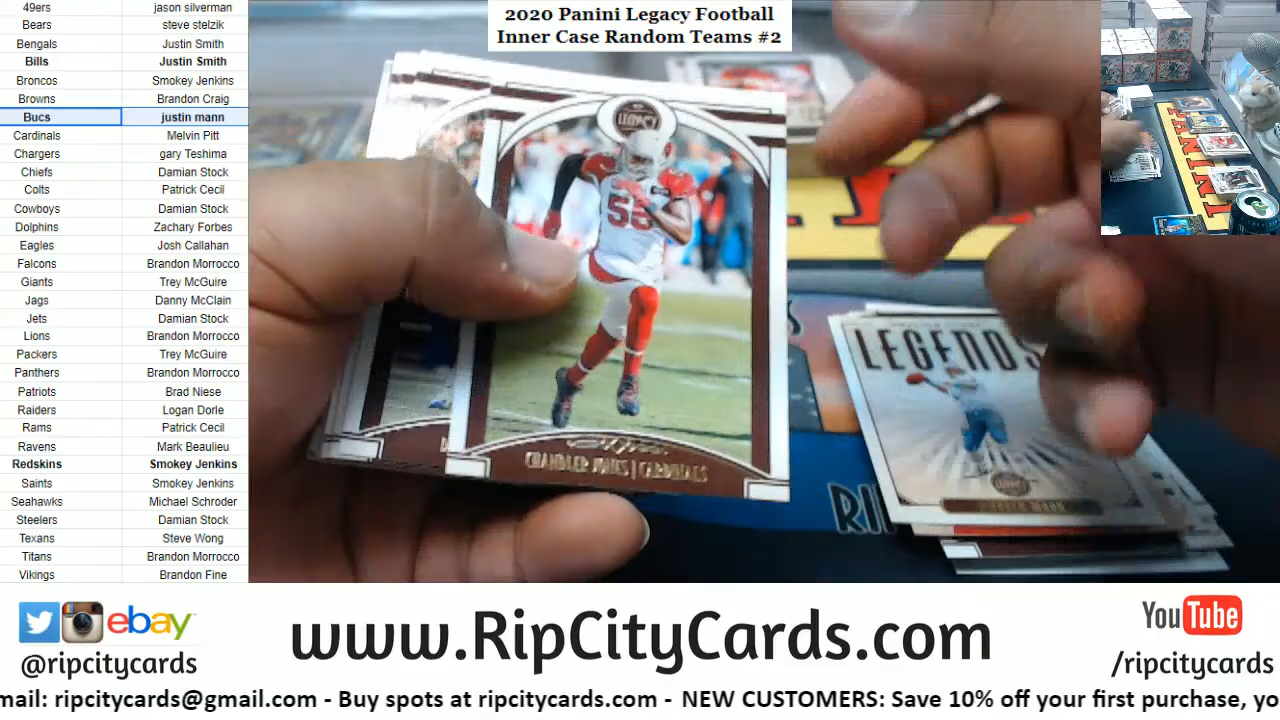 2020 Panini Legacy Football
Inner Case Random Teams #2
49ers jason silverman
Bears steve stelzik
Bengals Justin Smith
Bills Justin Smith
Broncos Smokey Jenkins
Browns Brandon Craig
Bucs justin mann
Cardinals Melvin Pitt
Chargers gary Teshima
Chiefs Damian Stock
Colts Patrick Cecil
Cowboys Damian Stock
Dolphins Zachary Forbes
Eagles Josh Callahan
Falcons Brandon Morrocco
Giants Trey McGuire
Jags Danny McClain
Jets Damian Stock
Lions Brandon Morrocco
Packers Trey McGuire
Panthers Brandon Morrocco
Patriots Brad Niese
Raiders Logan Dorle
Rams Patrick Cecil
Ravens Mark Beaulieu
Redskins Smokey Jenkins
Saints Smokey Jenkins
Seahawks Michael Schroder
Steelers Damian Stock
Texans Steve Wong
Titans Brandon Morrocco
Vikings Brandon Fine
LEGACY
55
CHANDLER JONES | CARDINALS
LEGENDS
RI
PANINI
ebay
@ripcitycards
www.RipCityCards.com
YouTube
/ripcitycards
mail: ripcitycards@gmail.com - Buy spots at ripcitycards.com - NEW CUSTOMERS: Save 10% off your first purchase, yo